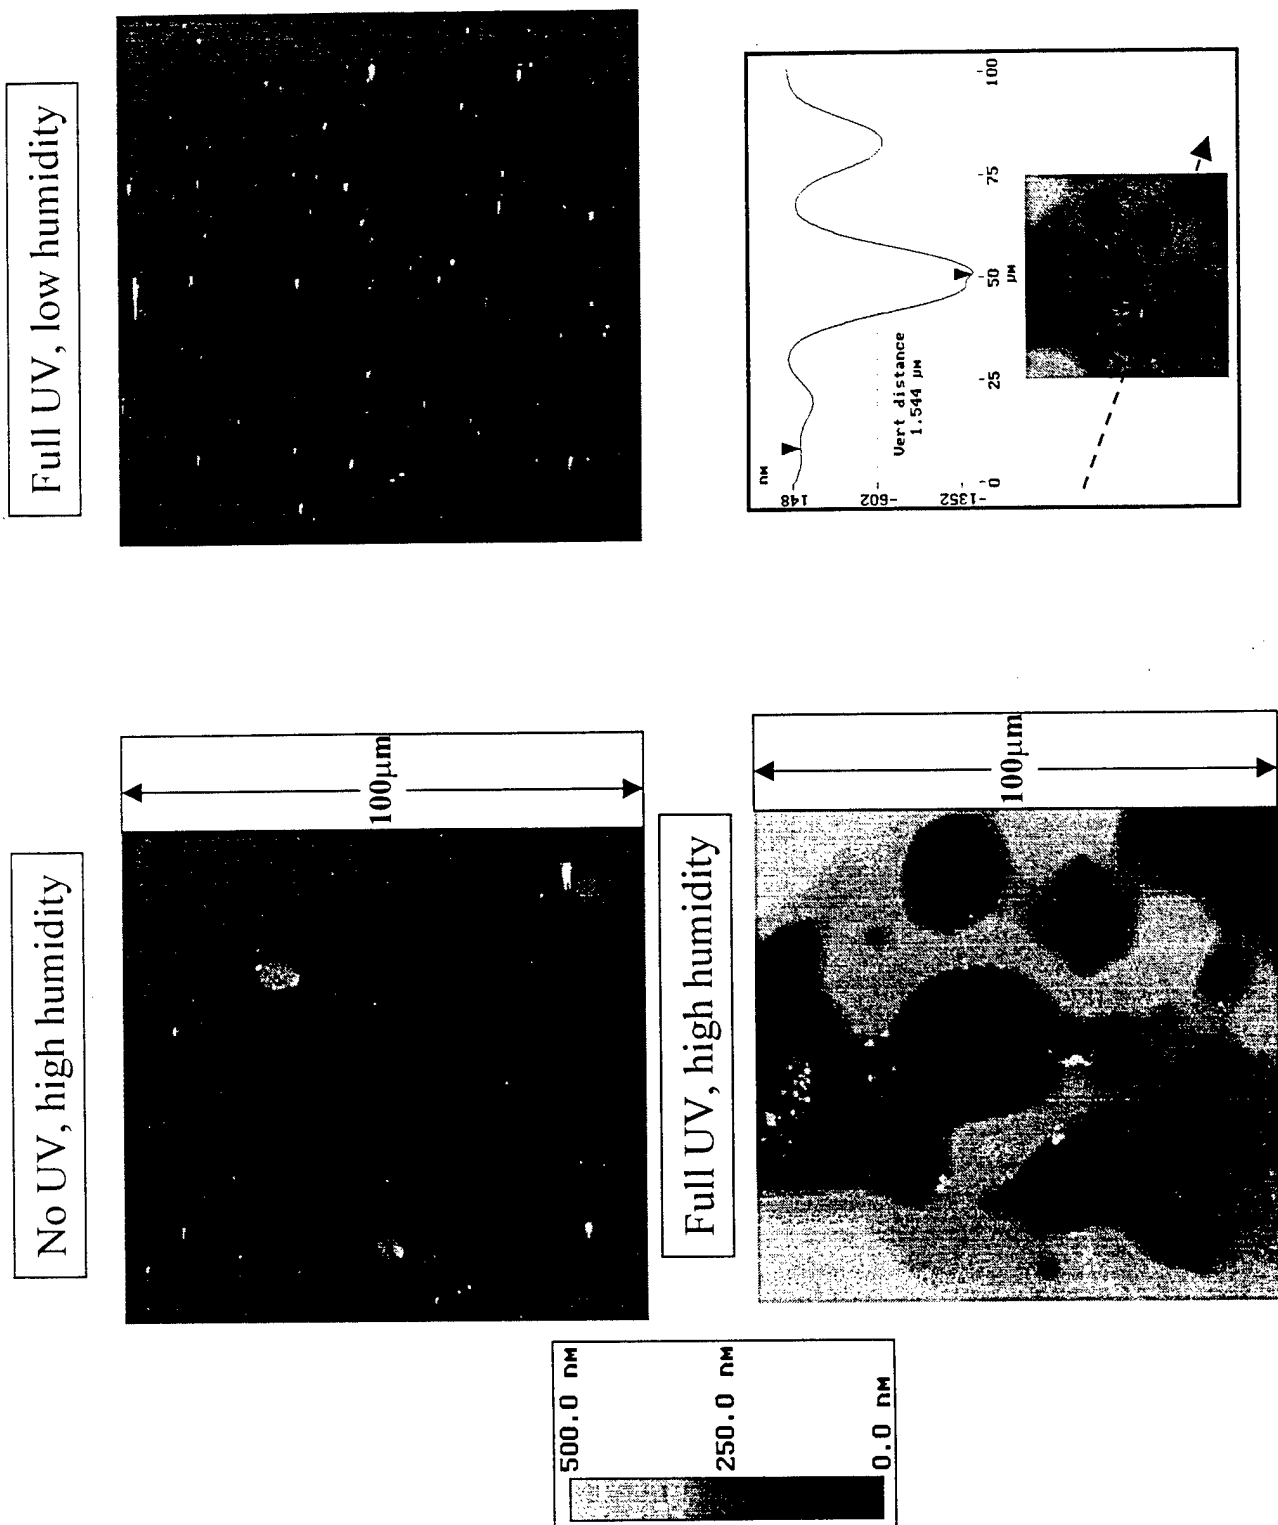 No UV, high humidity
Full UV, low humidity
100μm
Full UV, high humidity
100μm
500.0 nM
250.0 nM
0.0 nM
nM
148
-602
-1352
Vert distance
1.544 μM
0
25
50
75
100
μM